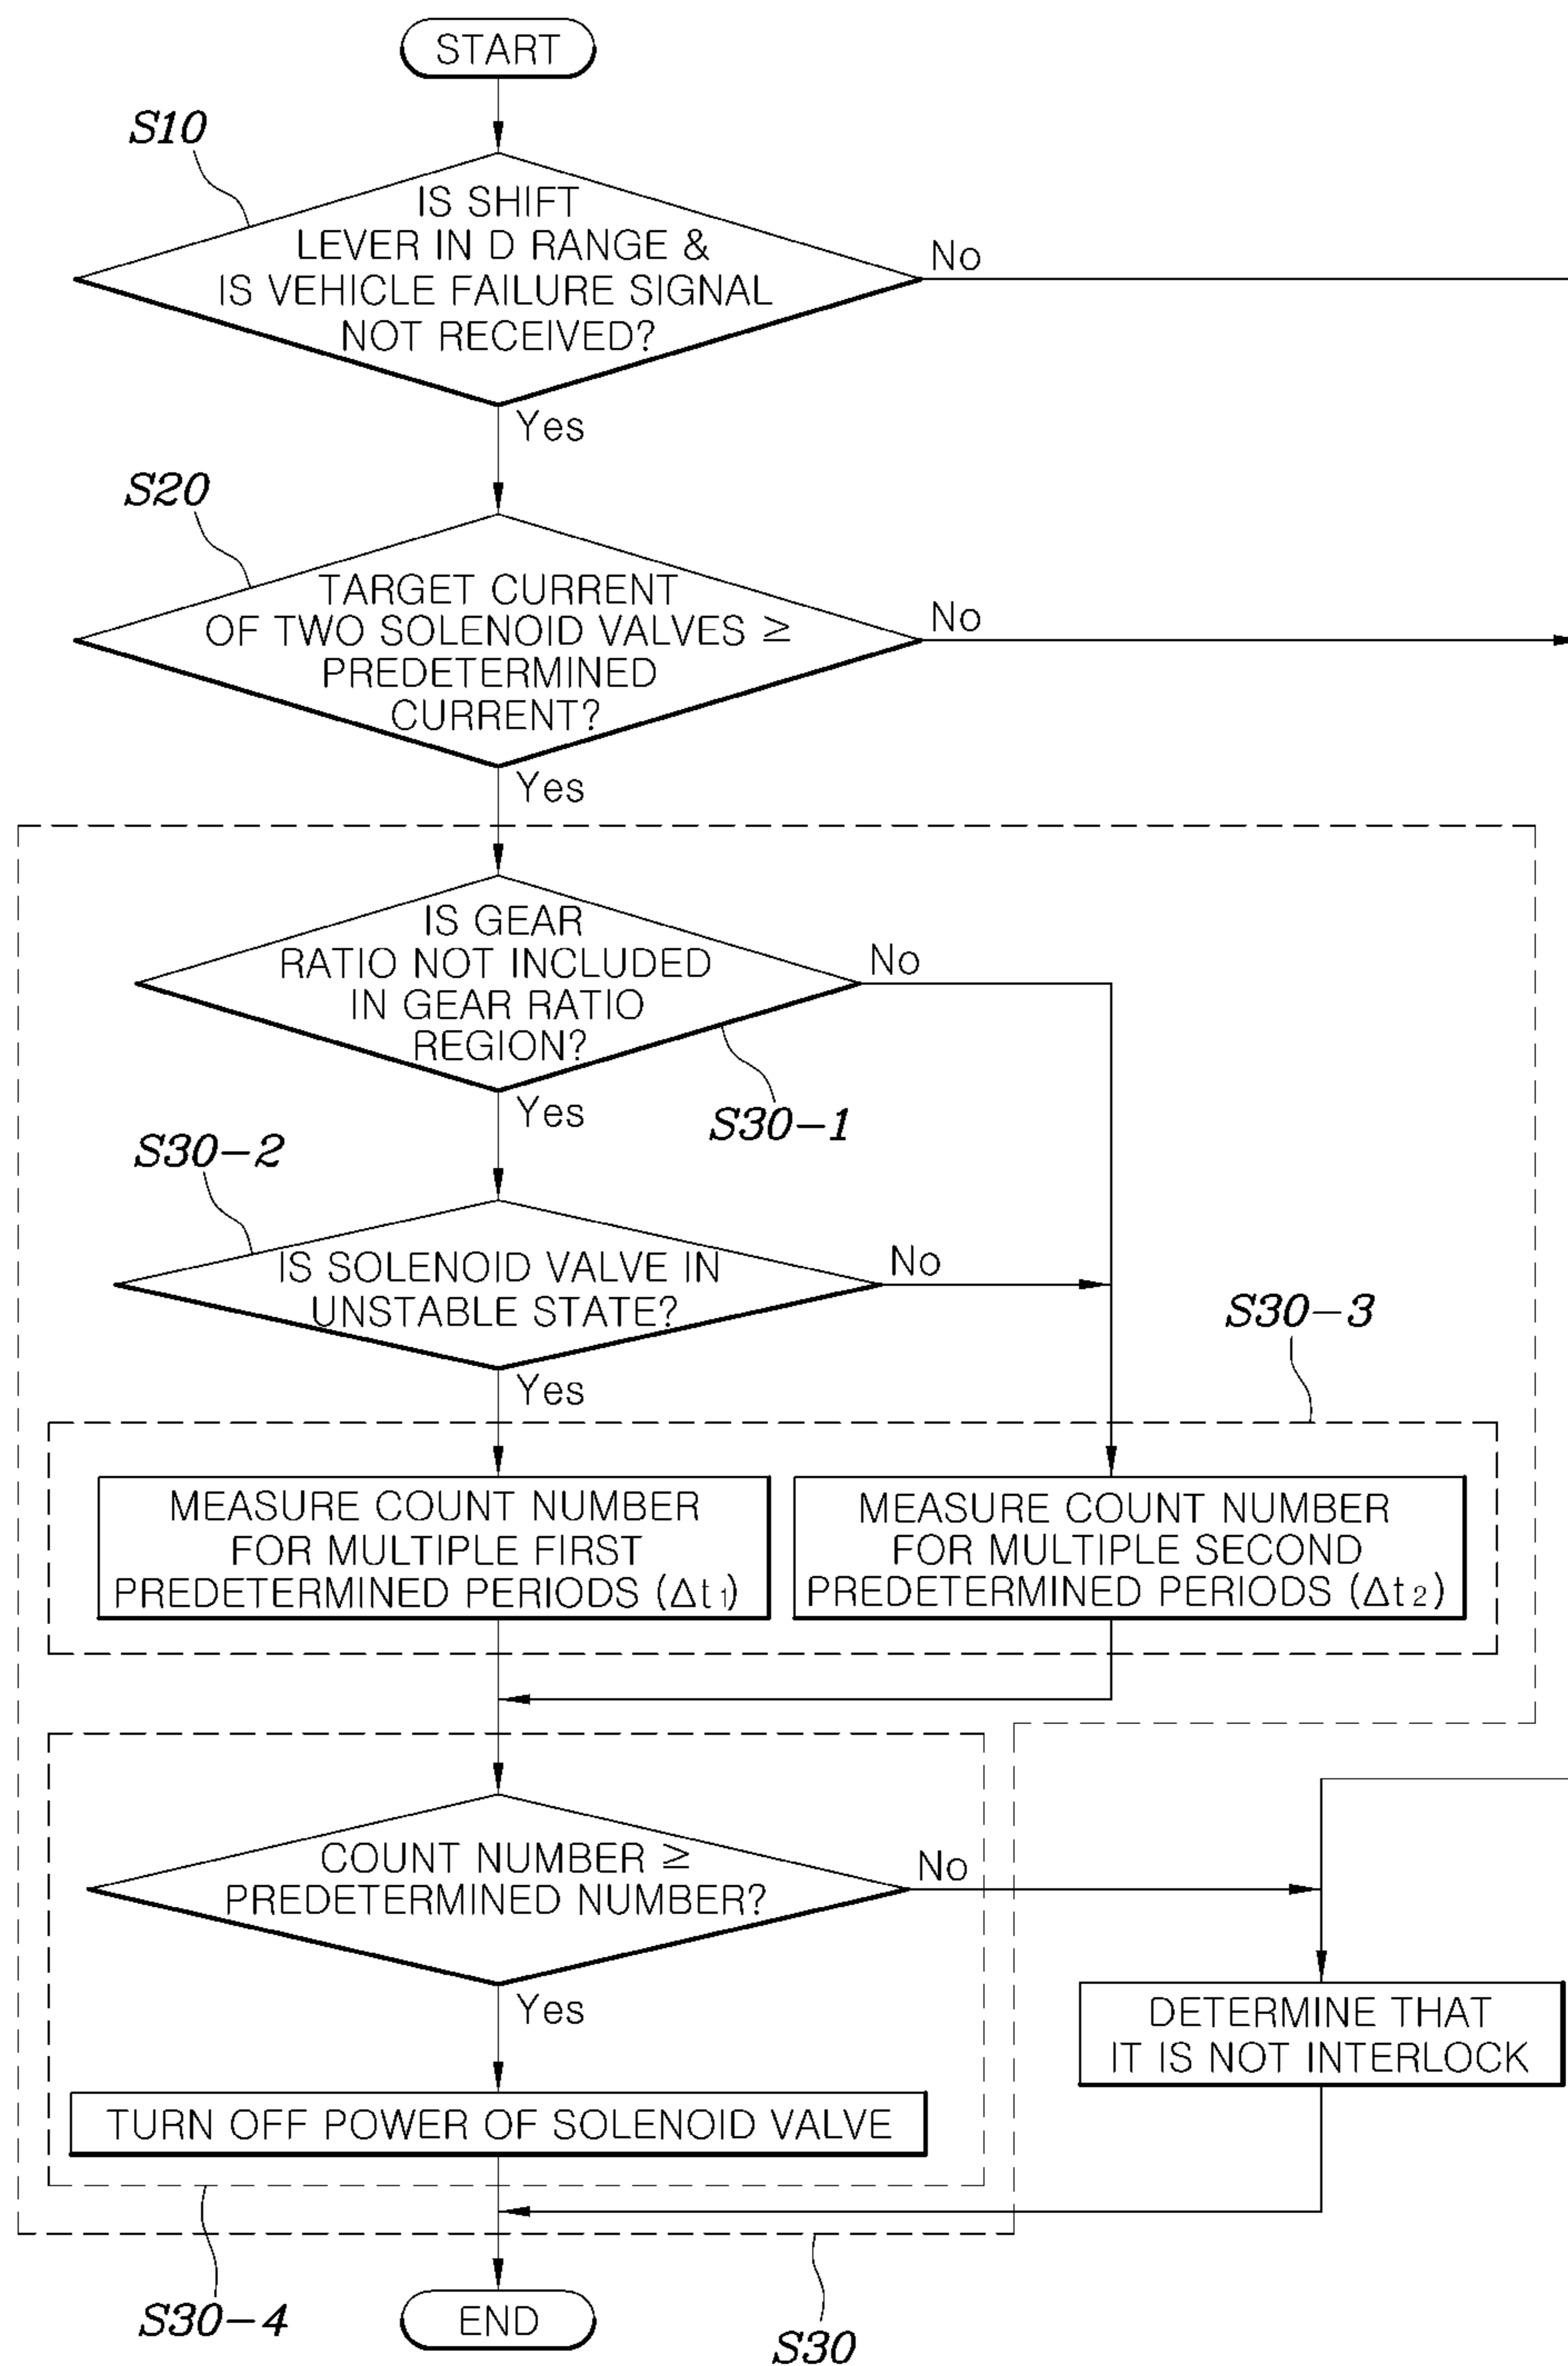 START
S10
IS SHIFT
LEVER IN D RANGE &
IS VEHICLE FAILURE SIGNAL
NOT RECEIVED?
No
Yes
S20
TARGET CURRENT
OF TWO SOLENOID VALVES ≥
PREDETERMINED
CURRENT?
No
Yes
IS GEAR
RATIO NOT INCLUDED
IN GEAR RATIO
REGION?
No
Yes
S30-1
S30-2
IS SOLENOID VALVE IN
UNSTABLE STATE?
No
Yes
S30-3
MEASURE COUNT NUMBER
FOR MULTIPLE FIRST
PREDETERMINED PERIODS (Δt1)
MEASURE COUNT NUMBER
FOR MULTIPLE SECOND
PREDETERMINED PERIODS (Δt2)
COUNT NUMBER ≥
PREDETERMINED NUMBER?
No
Yes
DETERMINE THAT
IT IS NOT INTERLOCK
TURN OFF POWER OF SOLENOID VALVE
S30-4
END
S30